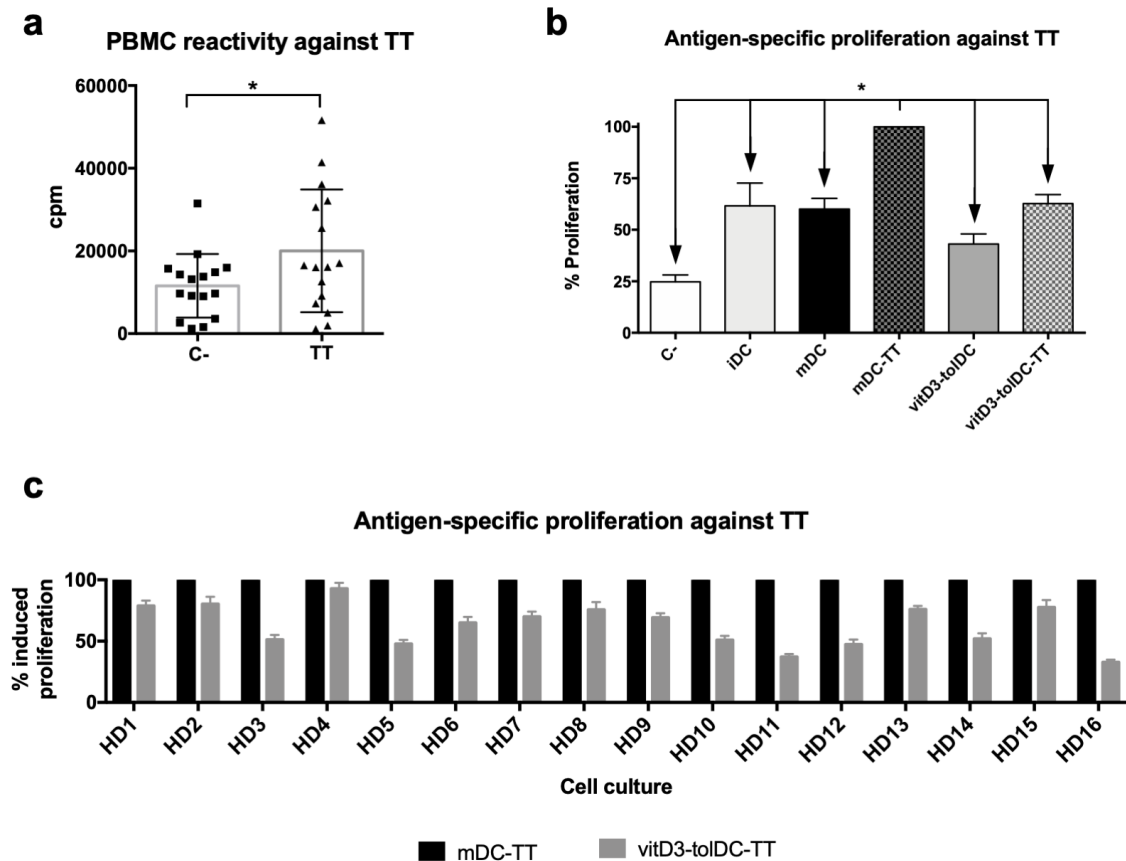 a
PBMC reactivity against TT
*
60000
40000
20000
0
cpm
C-
TT
b
Antigen-specific proliferation against TT
*
100
75
50
25
0
% Proliferation
C-
iDC
mDC
mDC-TT
vitD3-tolDC
vitD3-tolDC-TT
c
Antigen-specific proliferation against TT
% induced
proliferation
100
50
0
HD1
HD2
HD3
HD4
HD5
HD6
HD7
HD8
HD9
HD10
HD11
HD12
HD13
HD14
HD15
HD16
Cell culture
mDC-TT
vitD3-tolDC-TT